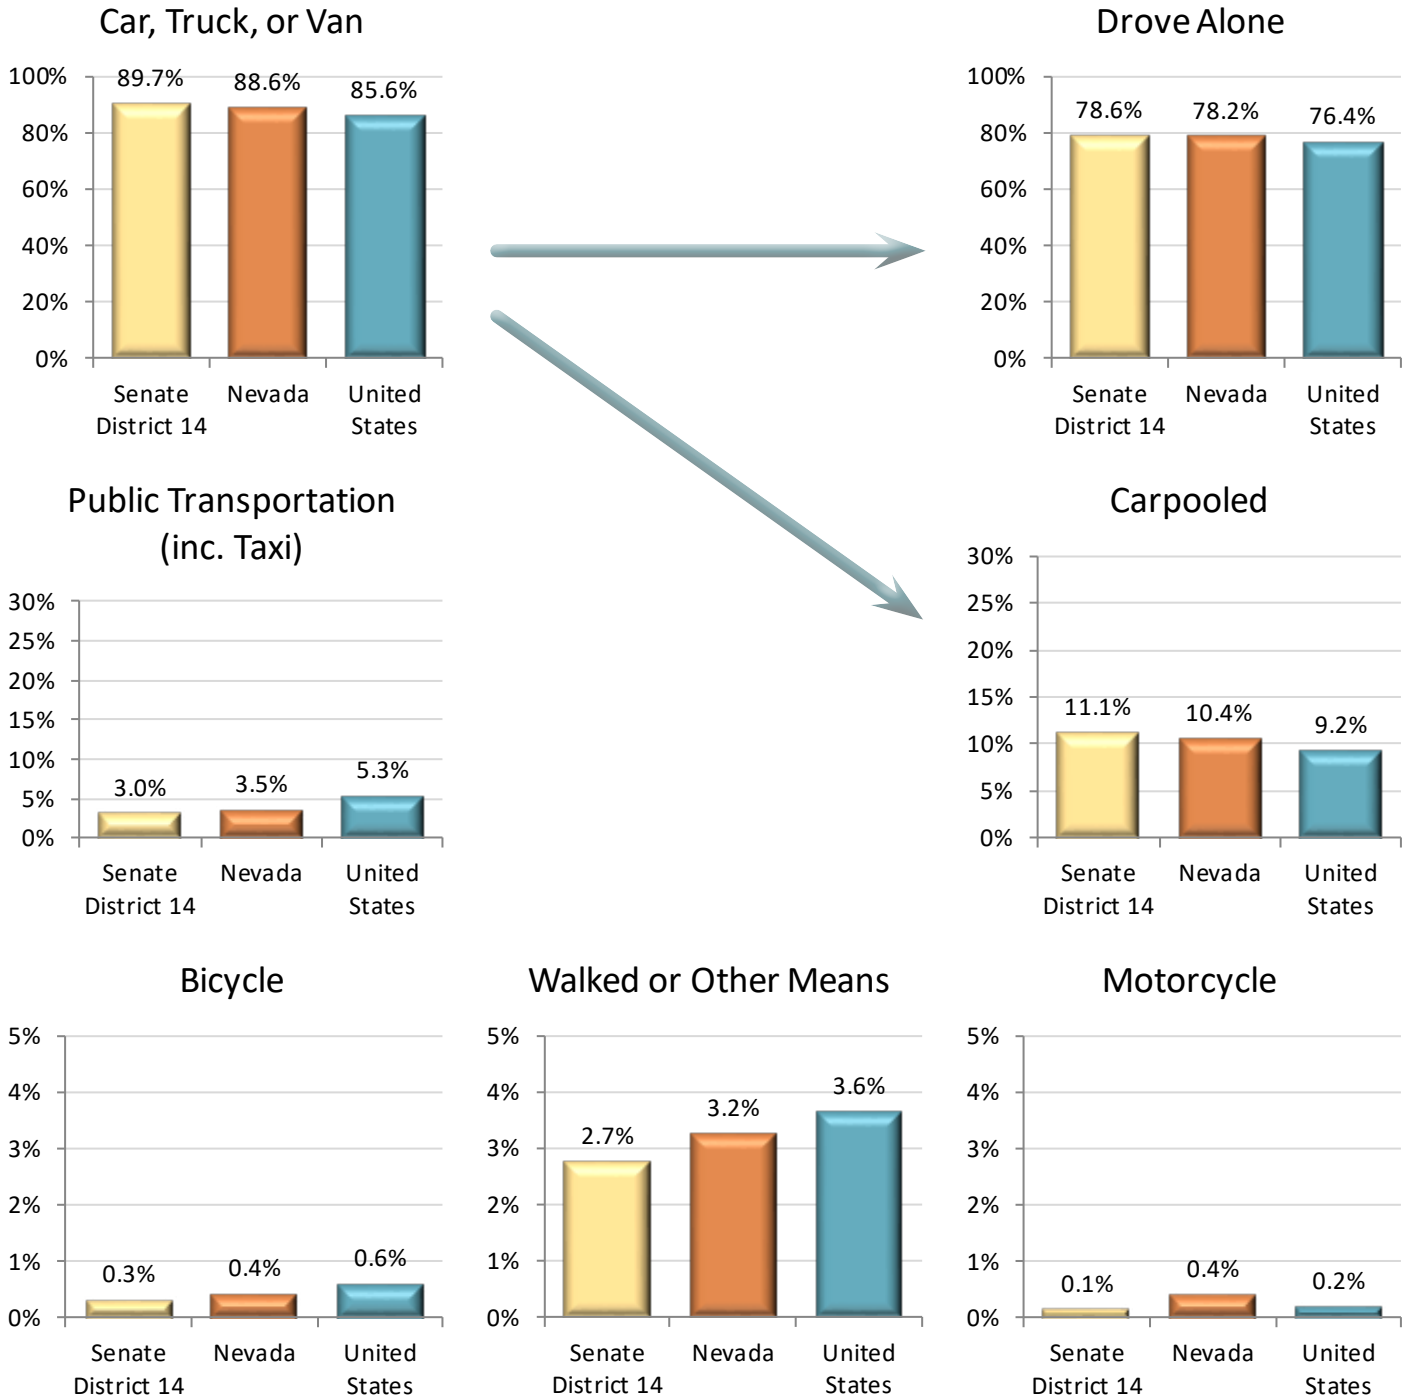 Car, Truck, or Van
100%
80%
60%
40%
20%
0%
89.7%
88.6%
85.6%
Senate
District 14
Nevada
United
States
Drove Alone
100%
80%
60%
40%
20%
0%
78.6%
78.2%
76.4%
Senate
District 14
Nevada
United
States
Public Transportation
(inc. Taxi)
30%
25%
20%
15%
10%
5%
0%
3.0%
3.5%
5.3%
Senate
District 14
Nevada
United
States
Carpooled
30%
25%
20%
15%
10%
5%
0%
11.1%
10.4%
9.2%
Senate
District 14
Nevada
United
States
Bicycle
5%
4%
3%
2%
1%
0%
0.3%
0.4%
0.6%
Senate
District 14
Nevada
United
States
Walked or Other Means
5%
4%
3%
2%
1%
0%
2.7%
3.2%
3.6%
Senate
District 14
Nevada
United
States
Motorcycle
5%
4%
3%
2%
1%
0%
0.1%
0.4%
0.2%
Senate
District 14
Nevada
United
States